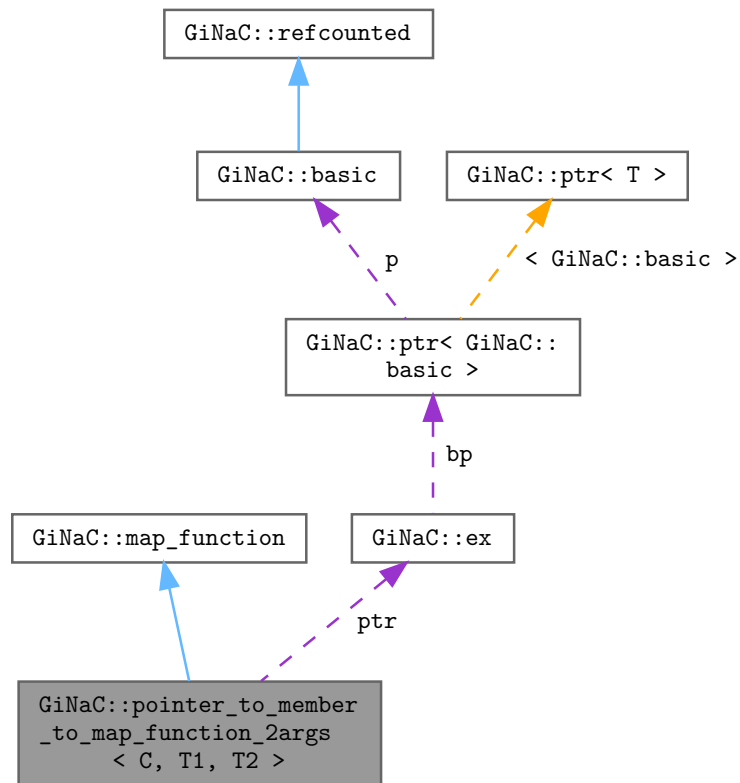 GiNaC::refcounted
GiNaC::basic
GiNaC::ptr< T >
p
< GiNaC::basic >
GiNaC::ptr< GiNaC::
basic >
bp
GiNaC::map_function
GiNaC::ex
ptr
GiNaC::pointer_to_member
_to_map_function_2args
< C, T1, T2 >